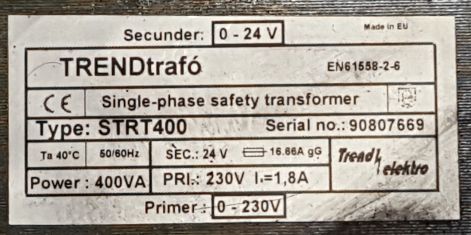 Secunder: 0 - 24 V Made in EU
TRENDtrafó EN61558-2-6
CE Single-phase safety transformer
Type: STRT400 Serial no.: 90807669
Ta 40°C 50/60Hz SEC.: 24 V 16.66A gG
Power: 400VA PRI.: 230V I₁=1,8A Trend elektro
Primer: 0 - 230V